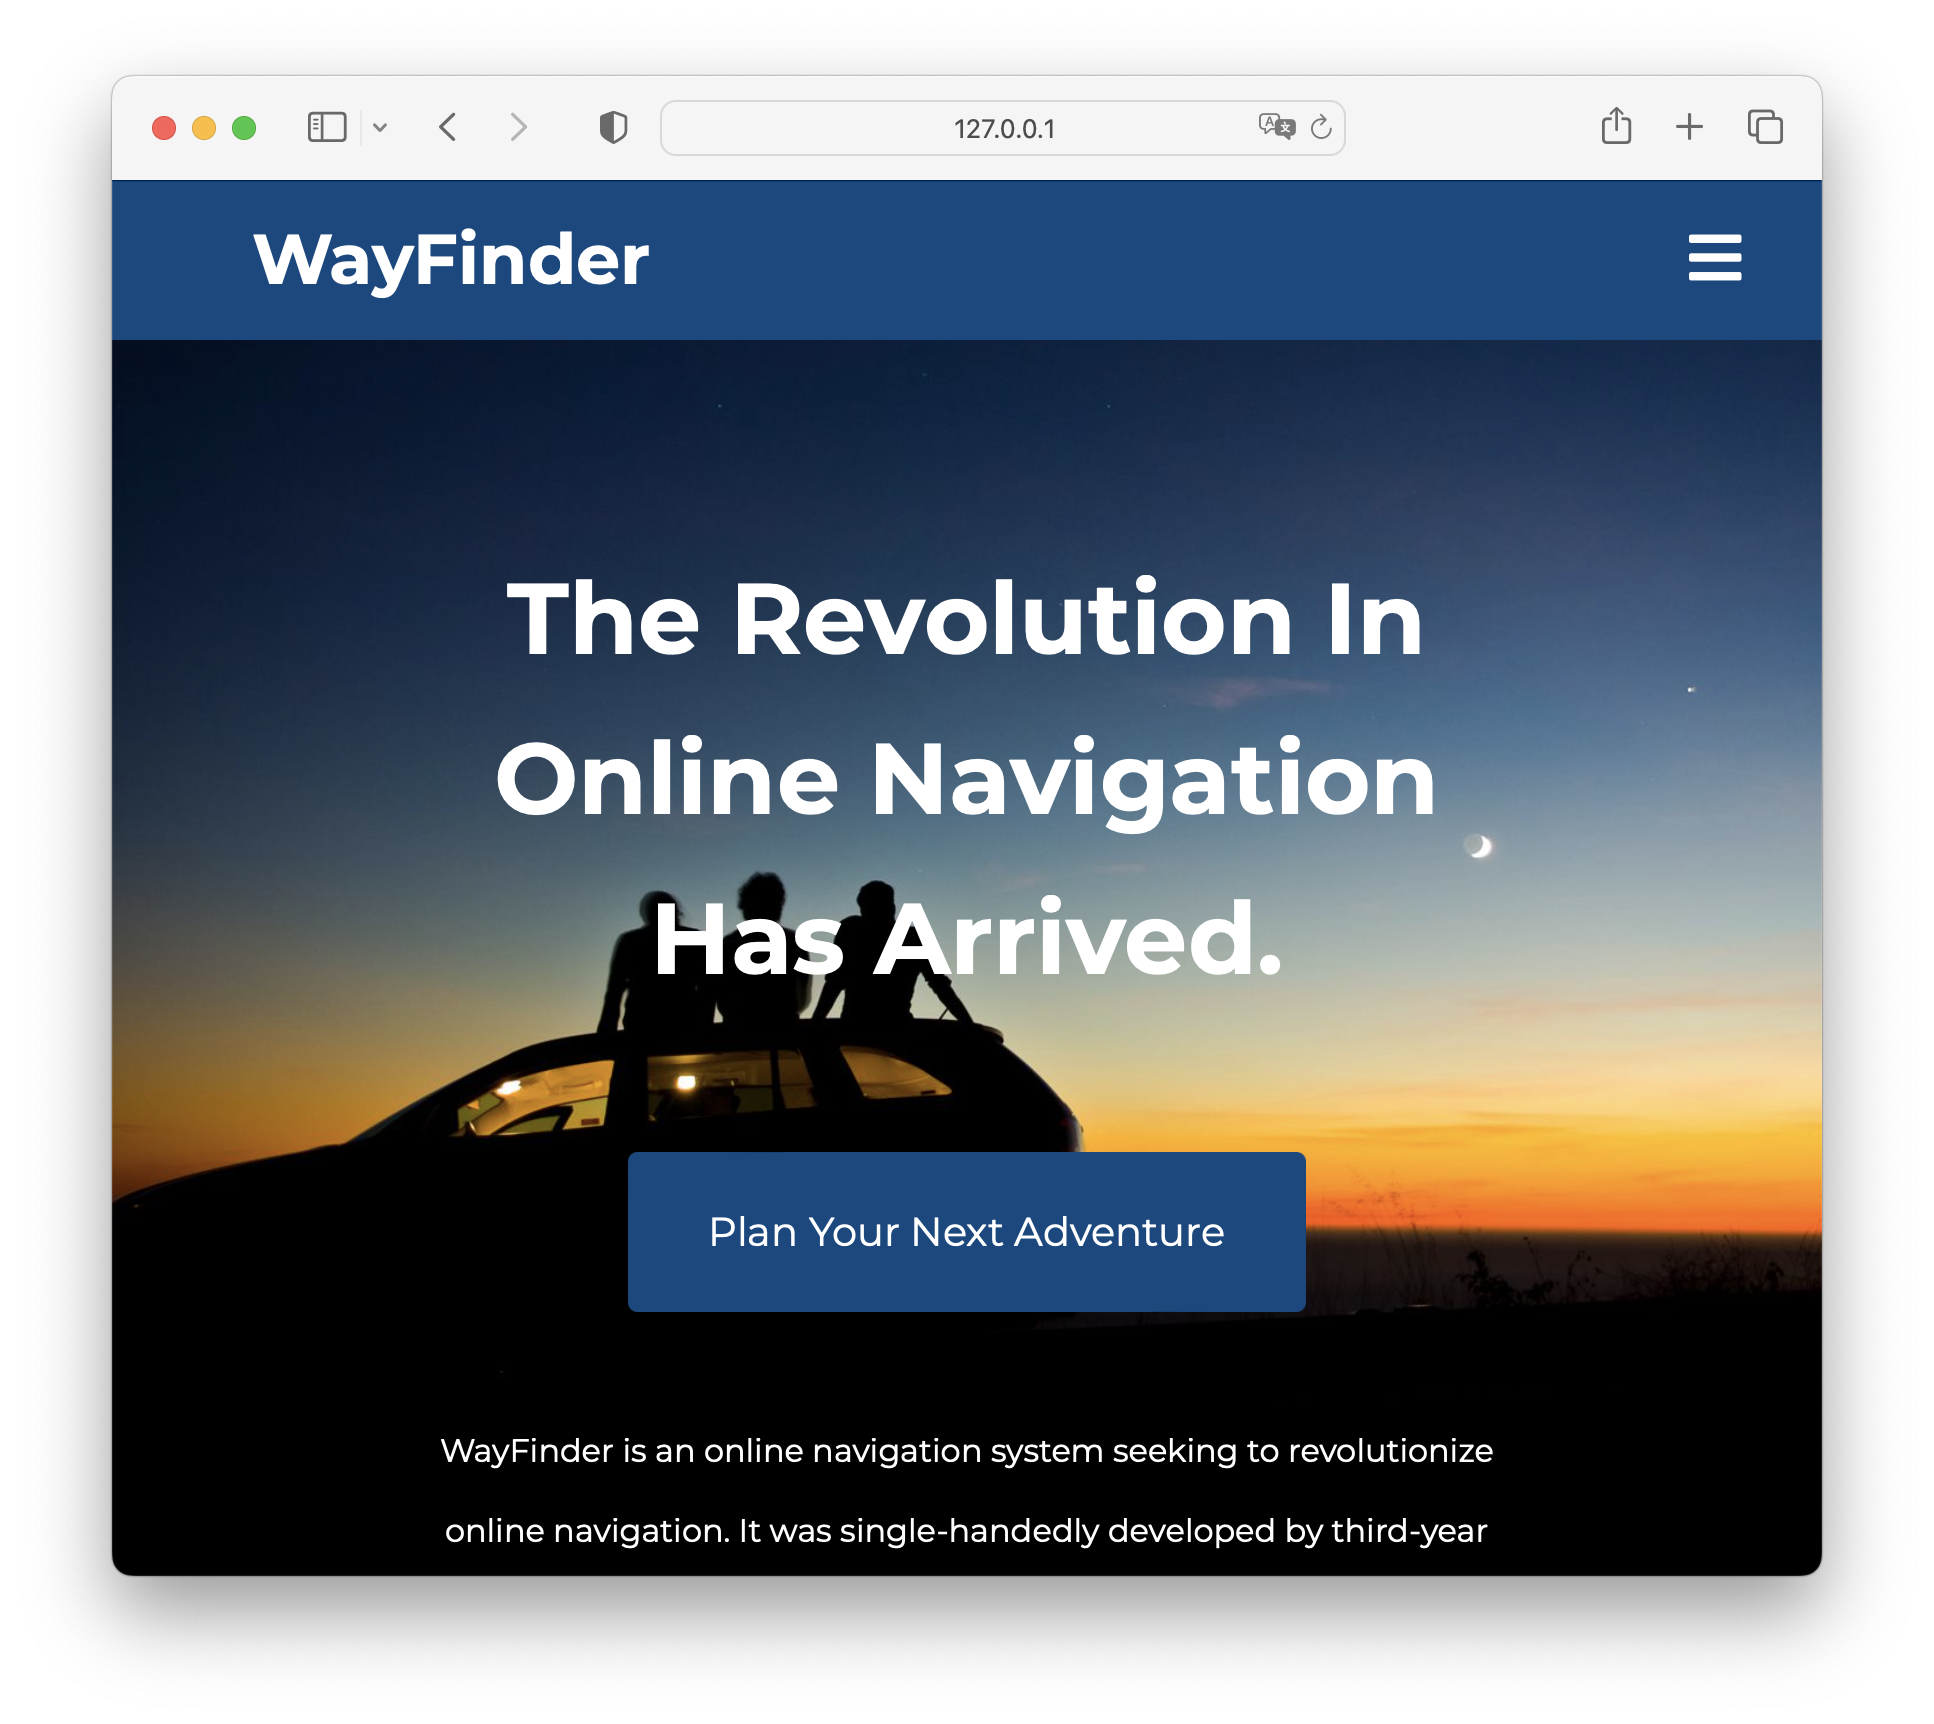 127.0.0.1
WayFinder
The Revolution In
Online Navigation
Has Arrived.
Plan Your Next Adventure
WayFinder is an online navigation system seeking to revolutionize
online navigation. It was single-handedly developed by third-year